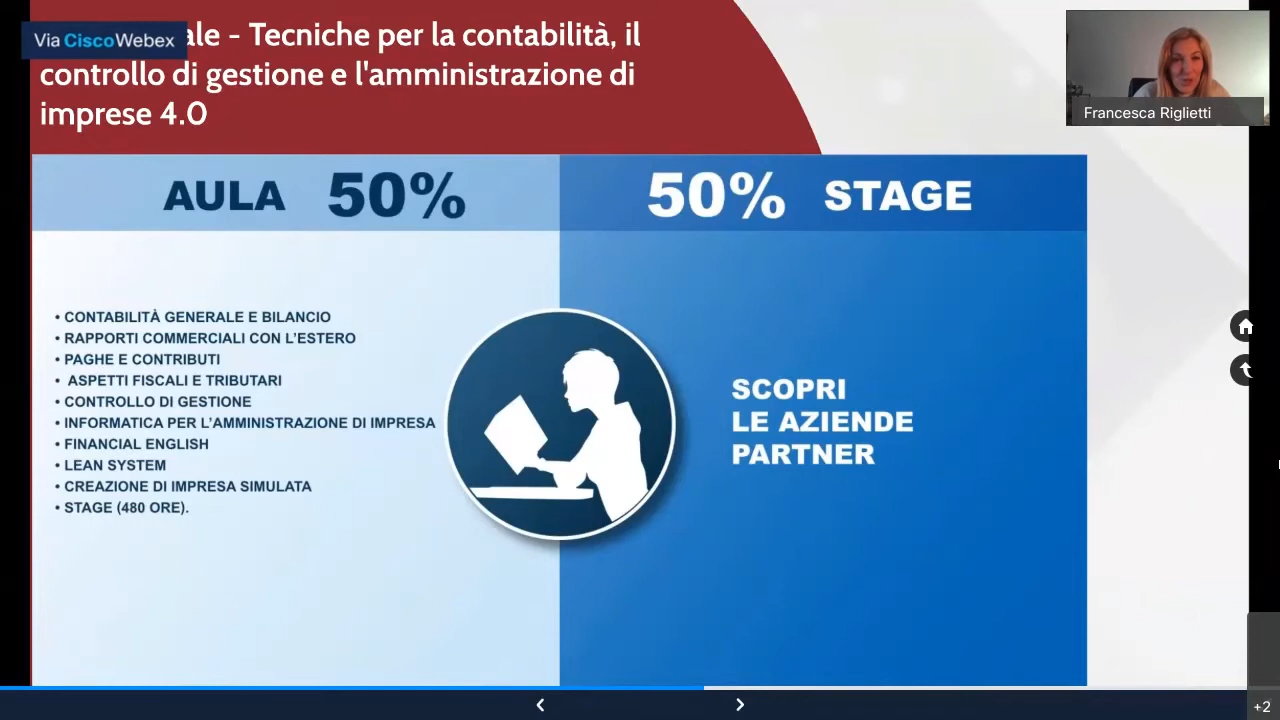 Via Cisco Webex
ale - Tecniche per la contabilità, il
controllo di gestione e l'amministrazione di
imprese 4.0
Francesca Riglietti
AULA 50%
50% STAGE
• CONTABILITÀ GENERALE E BILANCIO
• RAPPORTI COMMERCIALI CON L'ESTERO
• PAGHE E CONTRIBUTI
• ASPETTI FISCALI E TRIBUTARI
• CONTROLLO DI GESTIONE
• INFORMATICA PER L'AMMINISTRAZIONE DI IMPRESA
• FINANCIAL ENGLISH
• LEAN SYSTEM
• CREAZIONE DI IMPRESA SIMULATA
• STAGE (480 ORE).
SCOPRI
LE AZIENDE
PARTNER
+2